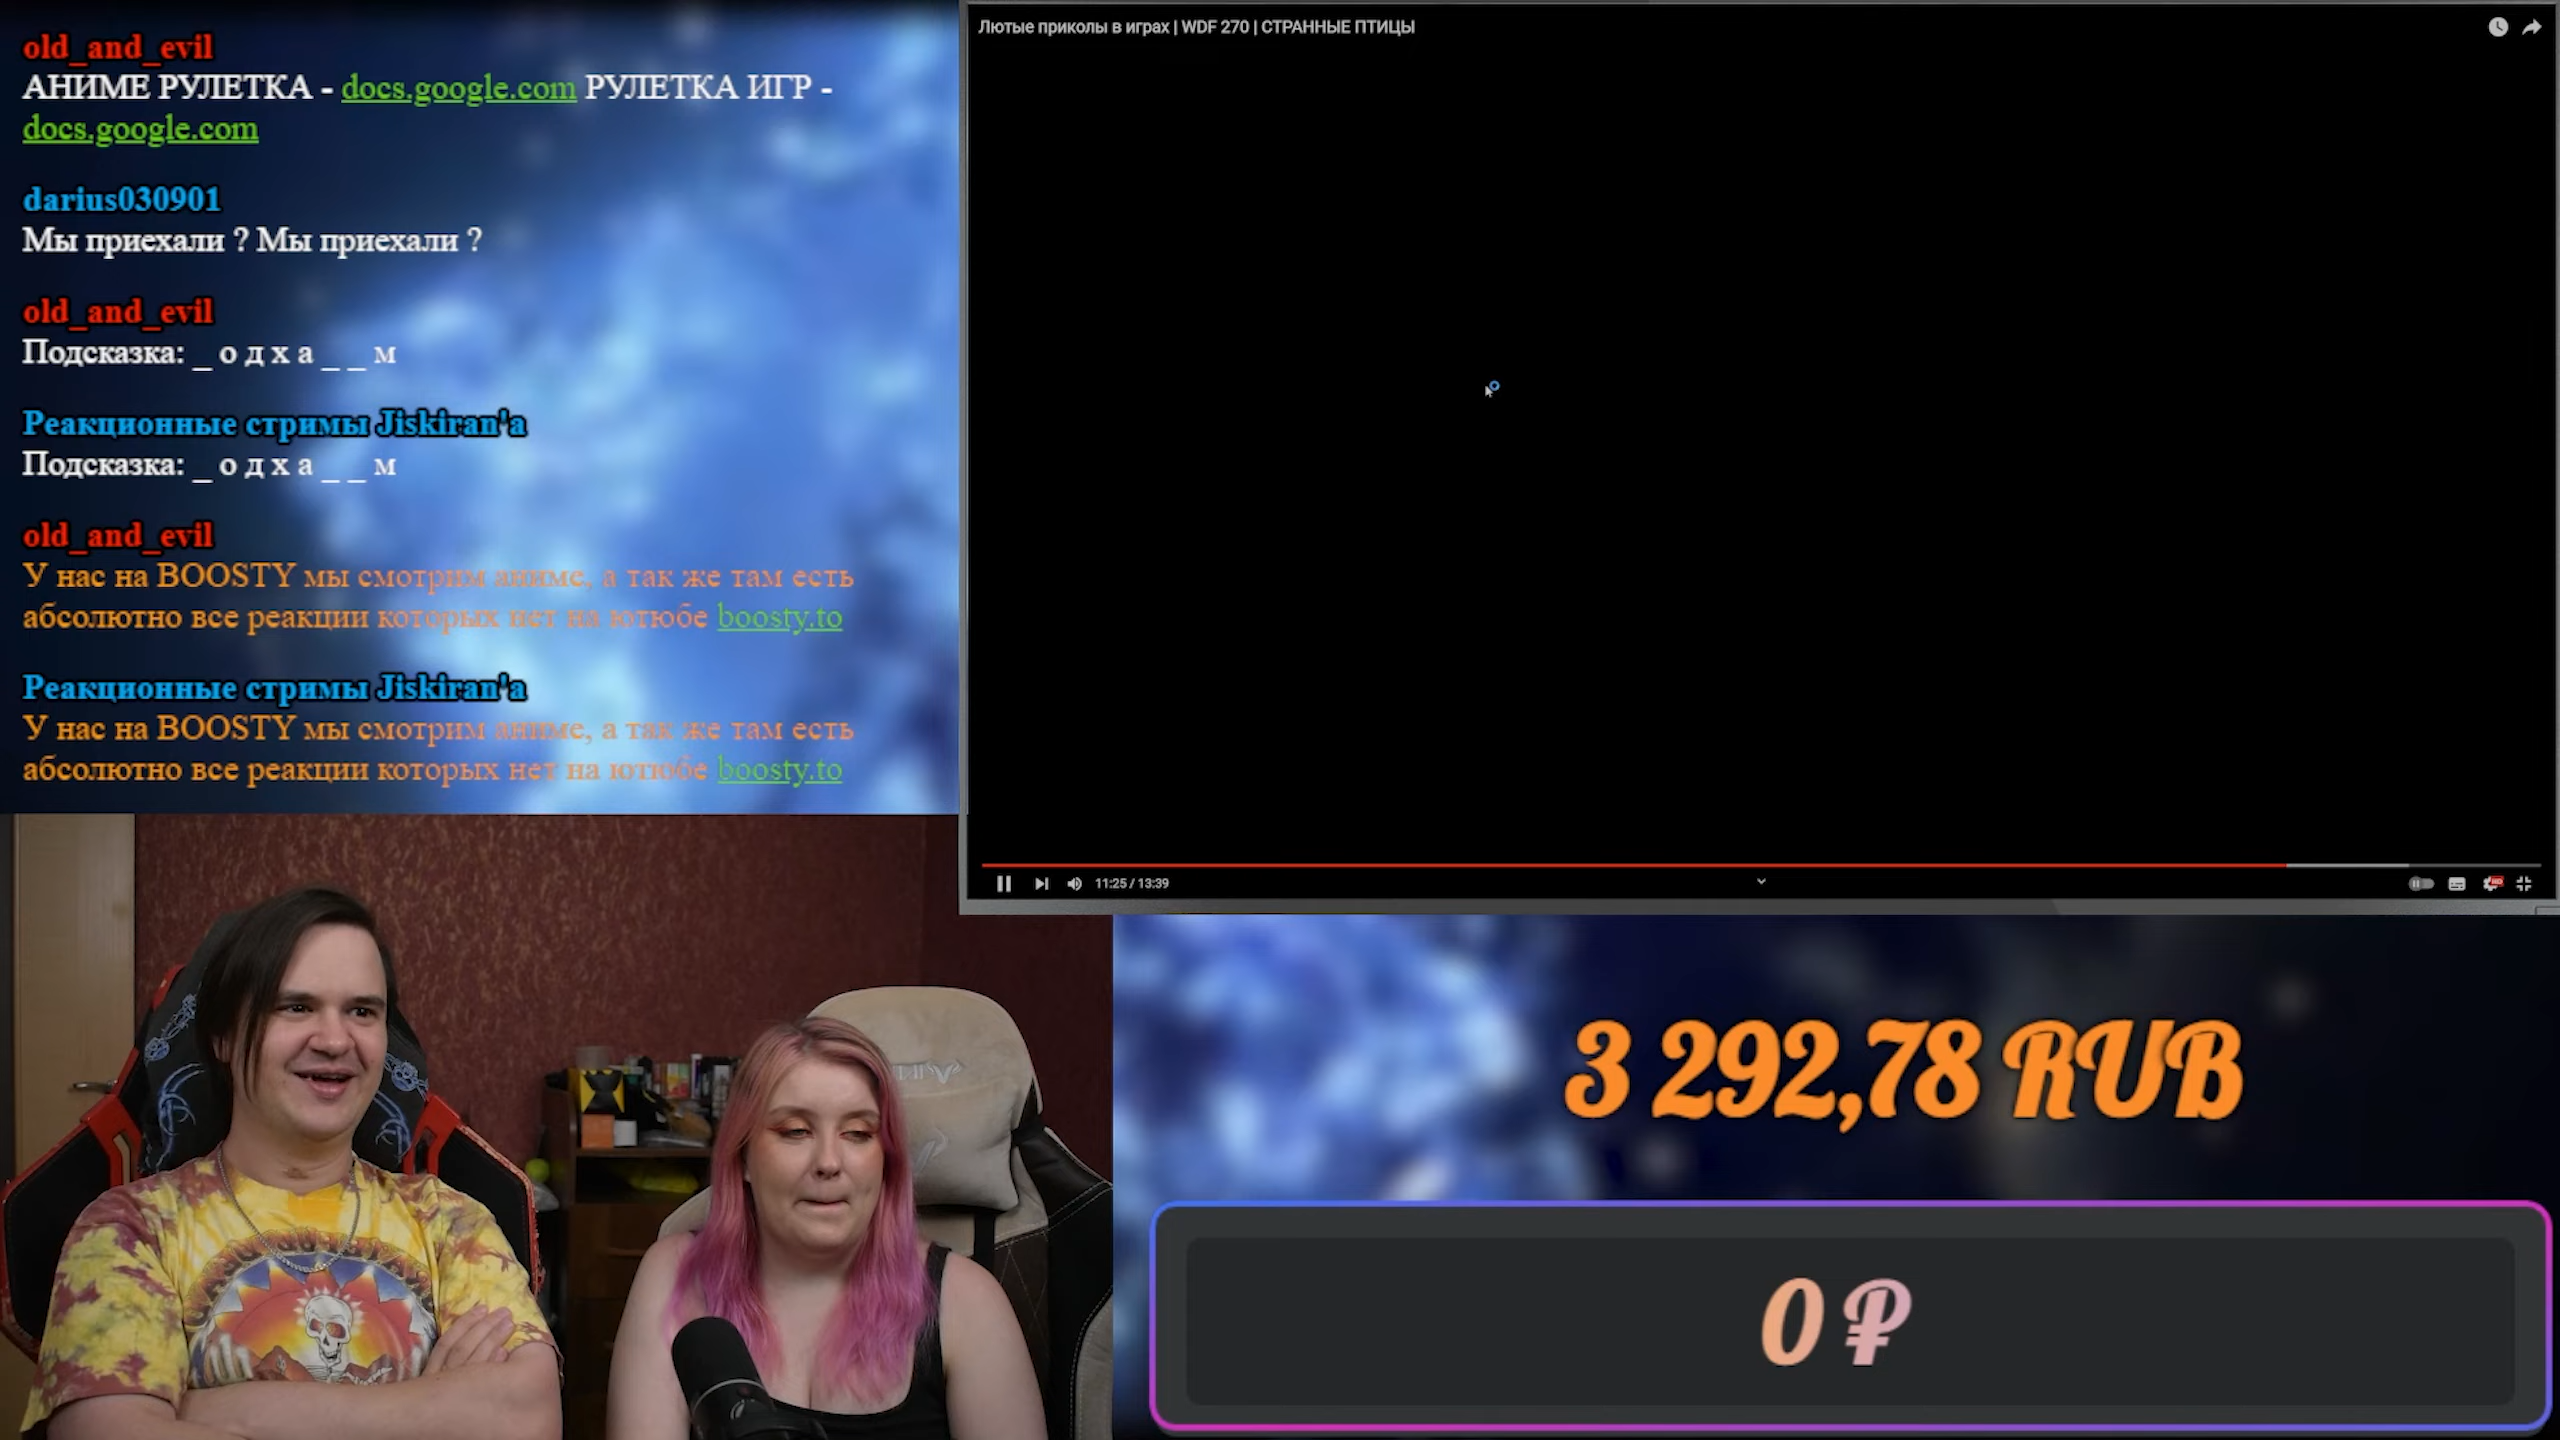 old_and_evil
АНИМЕ РУЛЕТКА - docs.google.com РУЛЕТКА ИГР -
docs.google.com
darius030901
Мы приехали ? Мы приехали ?
old_and_evil
Подсказка: _ о д х а _ _ м
Реакционные стримы Jiskiran'а
Подсказка: _ о д х а _ _ м
old_and_evil
У нас на BOOSTY мы смотрим аниме, а так же там есть
абсолютно все реакции которых нет на ютюбе boosty.to
Реакционные стримы Jiskiran'а
У нас на BOOSTY мы смотрим аниме, а так же там есть
абсолютно все реакции которых нет на ютюбе boosty.to
Лютые приколы в играх | WDF 270 | СТРАННЫЕ ПТИЦЫ
11:25 / 13:39
HD
3 292,78 RUB
0 ₽